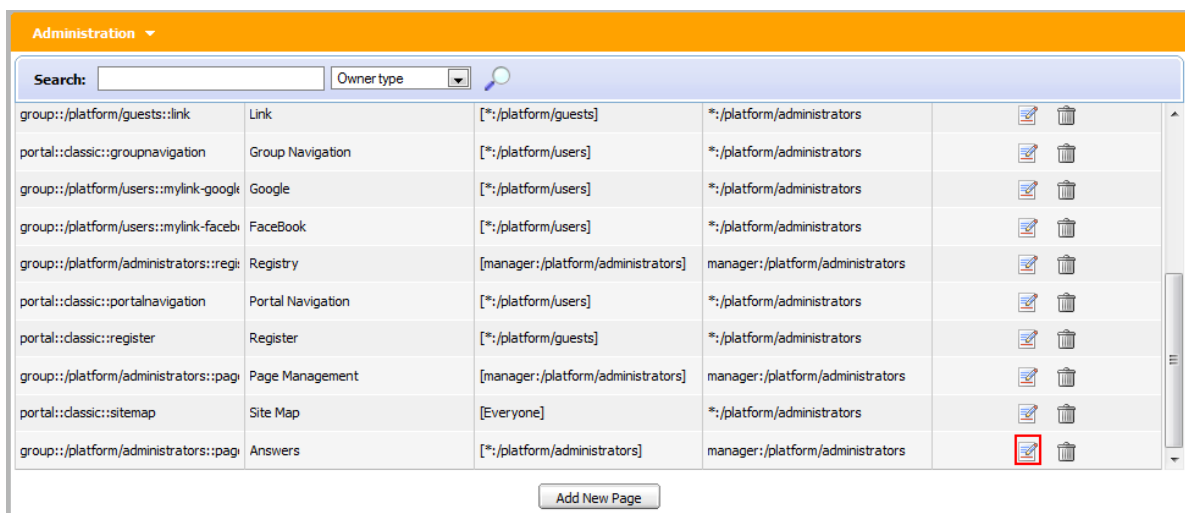 Administration
Search: Owner type
group::/platform/guests::link Link [*:/platform/guests] *:/platform/administrators
portal::classic::groupnavigation Group Navigation [*:/platform/users] *:/platform/administrators
group::/platform/users::mylink-google Google [*:/platform/users] *:/platform/administrators
group::/platform/users::mylink-faceb FaceBook [*:/platform/users] *:/platform/administrators
group::/platform/administrators::regis Registry [manager:/platform/administrators] manager:/platform/administrators
portal::classic::portalnavigation Portal Navigation [*:/platform/users] *:/platform/administrators
portal::classic::register Register [*:/platform/guests] *:/platform/administrators
group::/platform/administrators::page Page Management [manager:/platform/administrators] manager:/platform/administrators
portal::classic::sitemap Site Map [Everyone] *:/platform/administrators
group::/platform/administrators::page Answers [*:/platform/administrators] manager:/platform/administrators
Add New Page